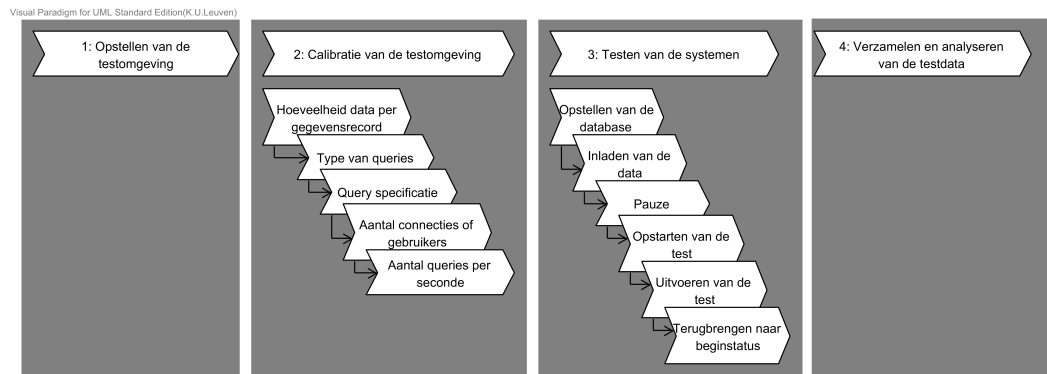 Visual Paradigm for UML Standard Edition(K.U.Leuven)
1: Opstellen van de
testomgeving
2: Calibratie van de testomgeving
Hoeveelheid data per
gegevensrecord
Type van queries
Query specificatie
Aantal connecties of
gebruikers
Aantal queries per
seconde
3: Testen van de systemen
Opstellen van de
database
Inladen van de
data
Pauze
Opstarten van de
test
Uitvoeren van de
test
Terugbrengen naar
beginstatus
4: Verzamelen en analyseren
van de testdata